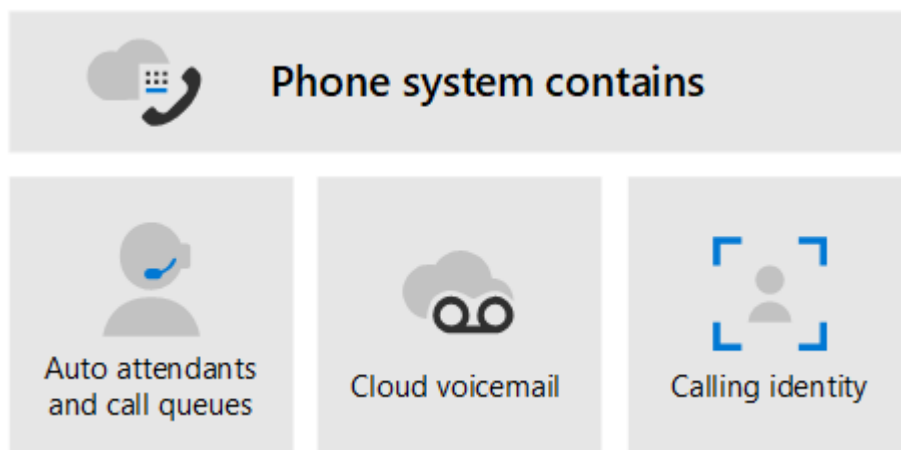 Phone system contains
Auto attendants
and call queues
Cloud voicemail
Calling identity